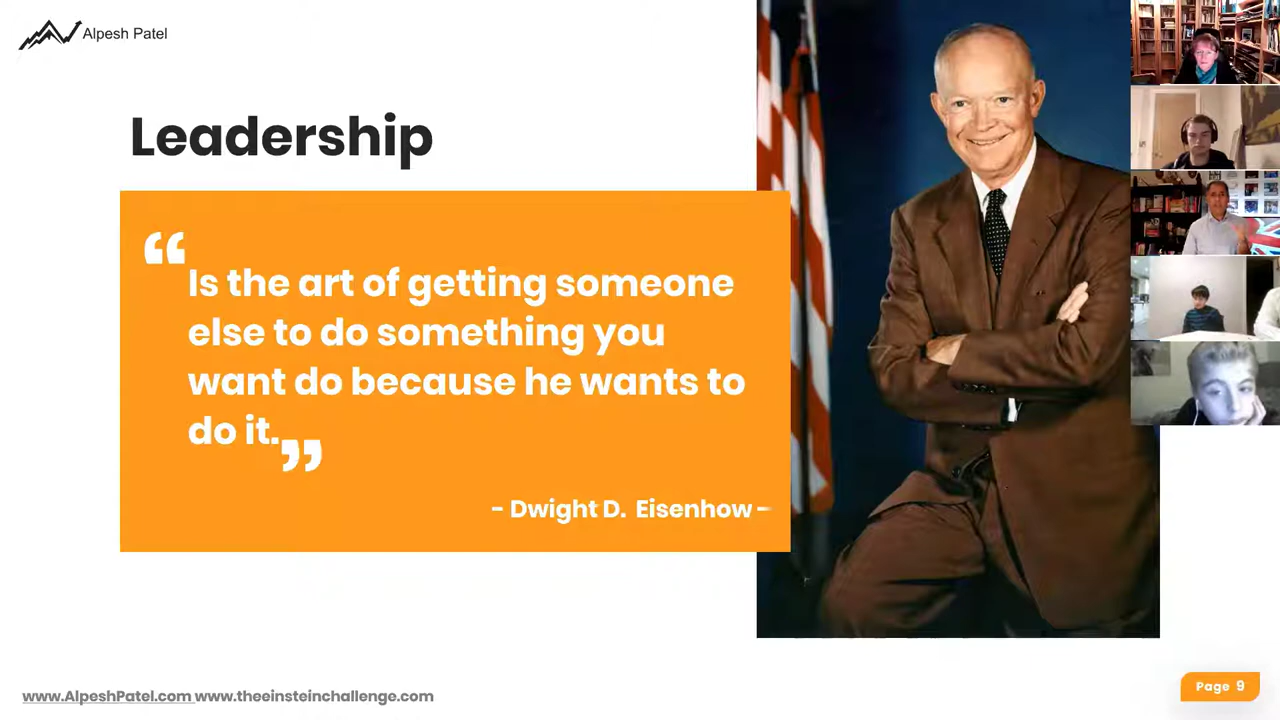 Alpesh Patel
Leadership
“
Is the art of getting someone
else to do something you
want do because he wants to
do it.”
- Dwight D. Eisenhow -
www.AlpeshPatel.com www.theeinsteinchallenge.com
Page 9